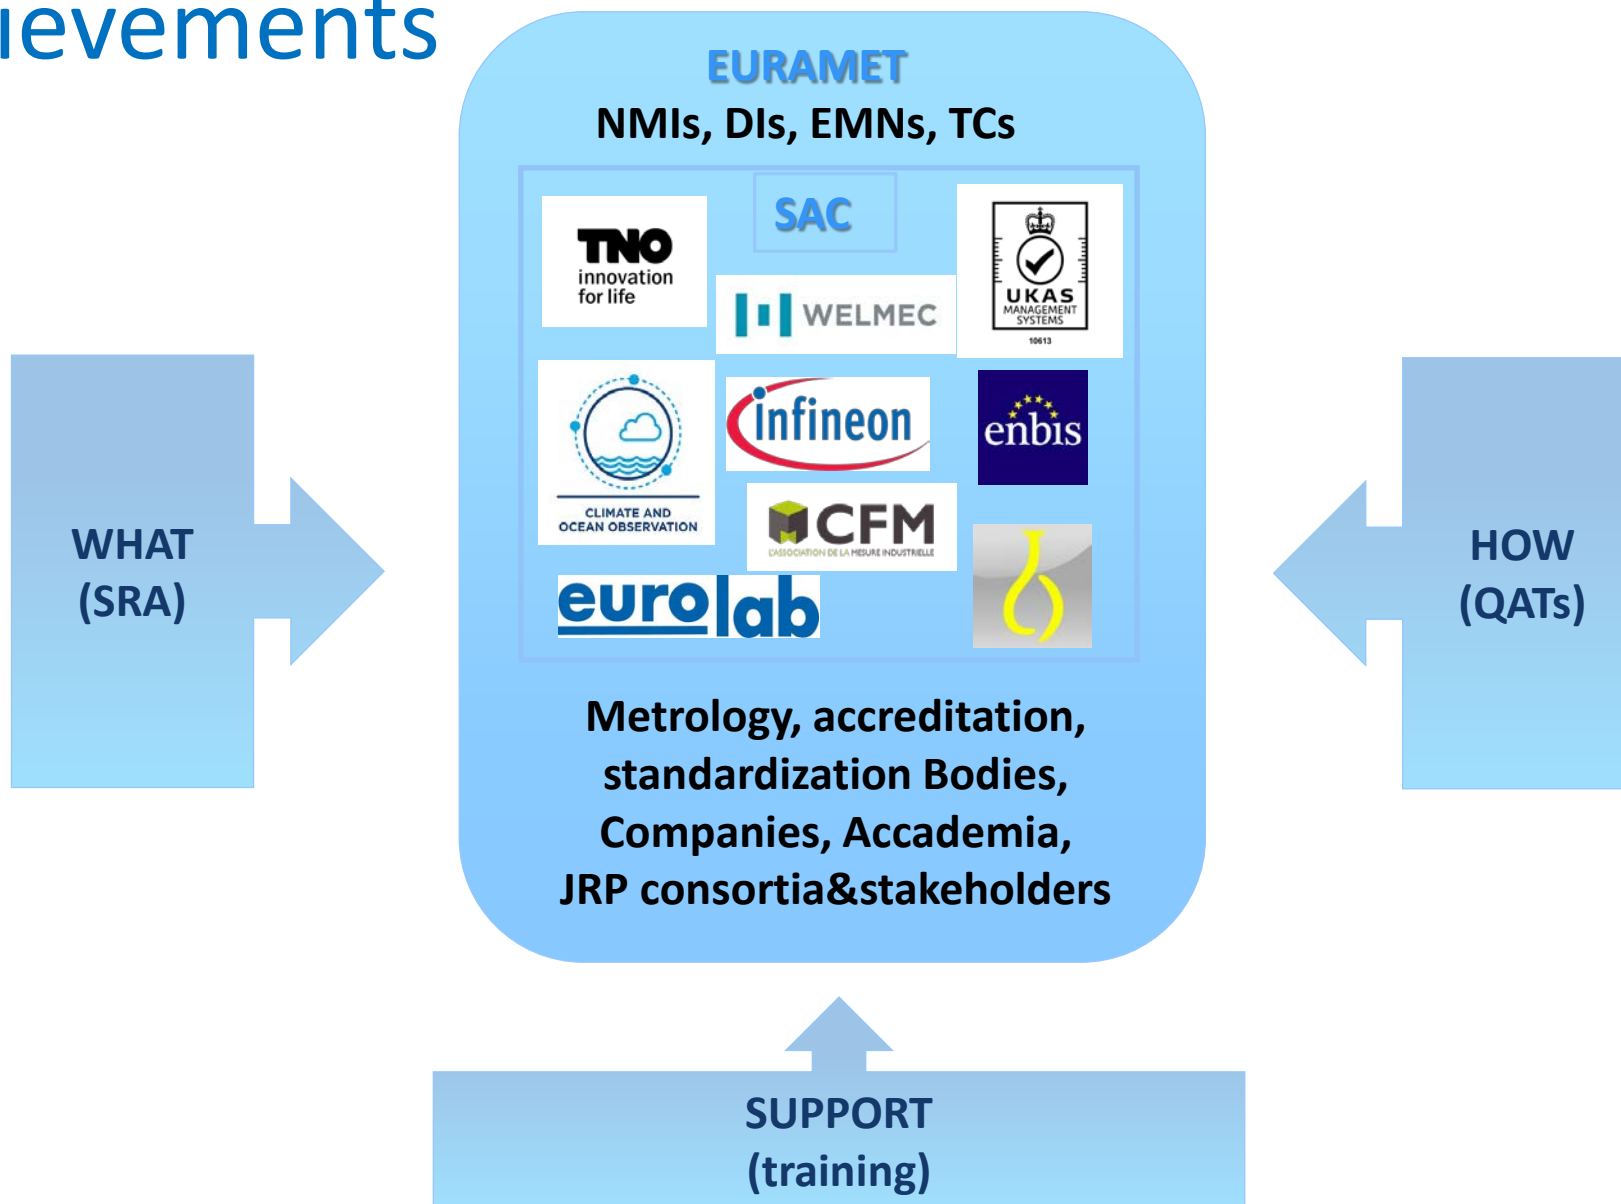 ievements
EURAMET
NMIs, DIs, EMNs, TCs
SAC
TNO
innovation
for life
WELMEC
UKAS
MANAGEMENT
SYSTEMS
10613
CLIMATE AND
OCEAN OBSERVATION
infineon
enbis
CFM
L'ASSOCIATION DE LA MESURE INDUSTRIELLE
eurolab
WHAT
(SRA)
HOW
(QATs)
Metrology, accreditation,
standardization Bodies,
Companies, Accademia,
JRP consortia&stakeholders
SUPPORT
(training)